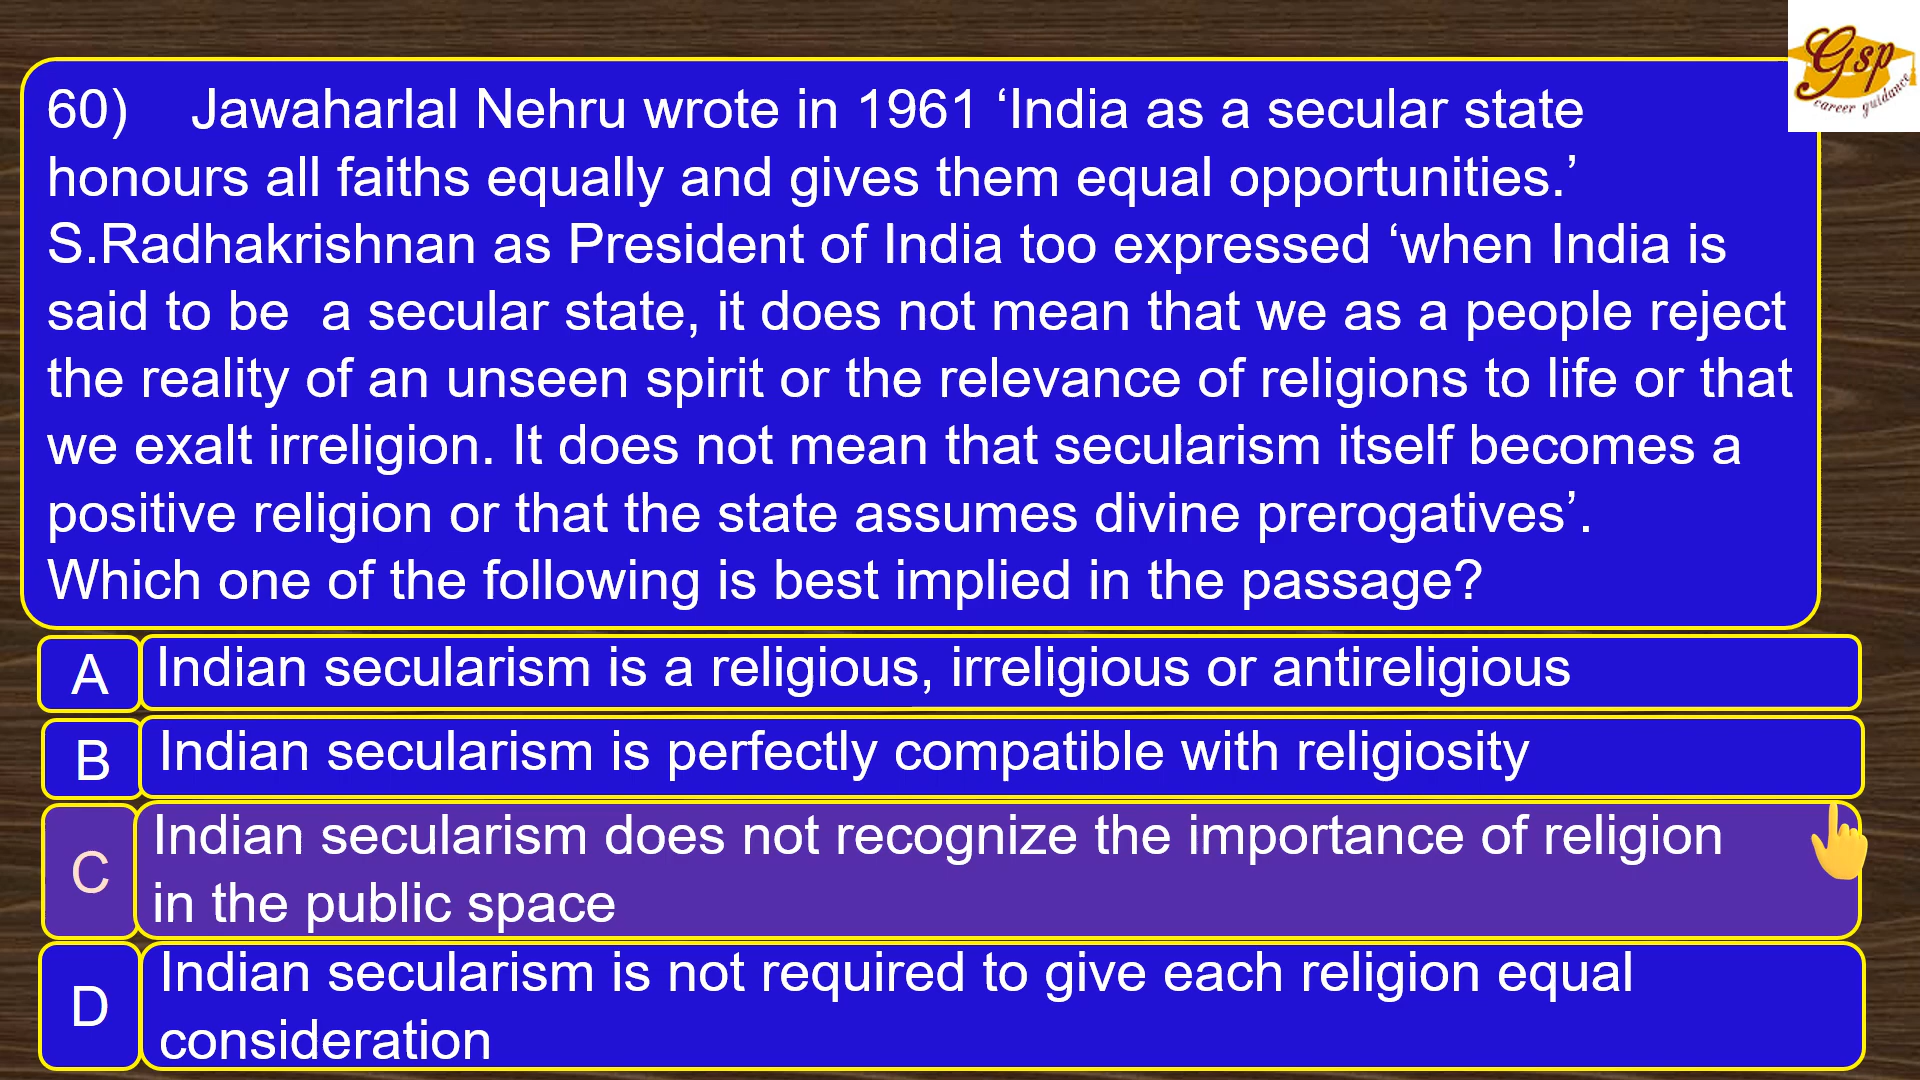 Gsp
career guidance
60) Jawaharlal Nehru wrote in 1961 ‘India as a secular state
honours all faiths equally and gives them equal opportunities.’
S.Radhakrishnan as President of India too expressed ‘when India is
said to be a secular state, it does not mean that we as a people reject
the reality of an unseen spirit or the relevance of religions to life or that
we exalt irreligion. It does not mean that secularism itself becomes a
positive religion or that the state assumes divine prerogatives’.
Which one of the following is best implied in the passage?
A Indian secularism is a religious, irreligious or antireligious
B Indian secularism is perfectly compatible with religiosity
C Indian secularism does not recognize the importance of religion
in the public space
D Indian secularism is not required to give each religion equal
consideration